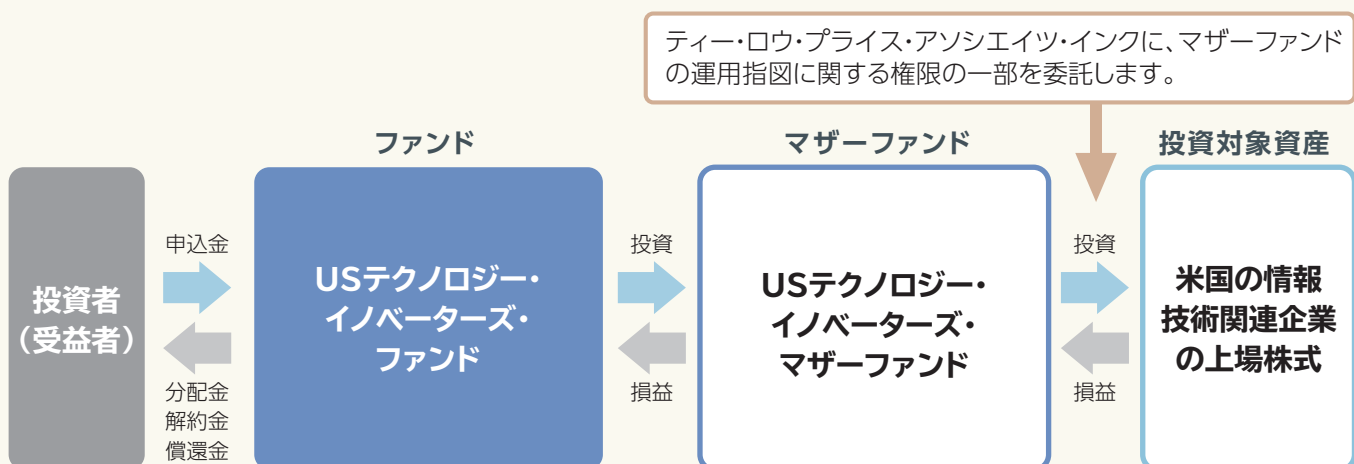 ティー・ロウ・プライス・アソシエイツ・インクに、マザーファンド
の運用指図に関する権限の一部を委託します。
ファンド
マザーファンド
投資対象資産
投資者
（受益者）
申込金
分配金
解約金
償還金
USテクノロジー・
イノベーターズ・
ファンド
投資
損益
USテクノロジー・
イノベーターズ・
マザーファンド
投資
損益
米国の情報
技術関連企業
の上場株式